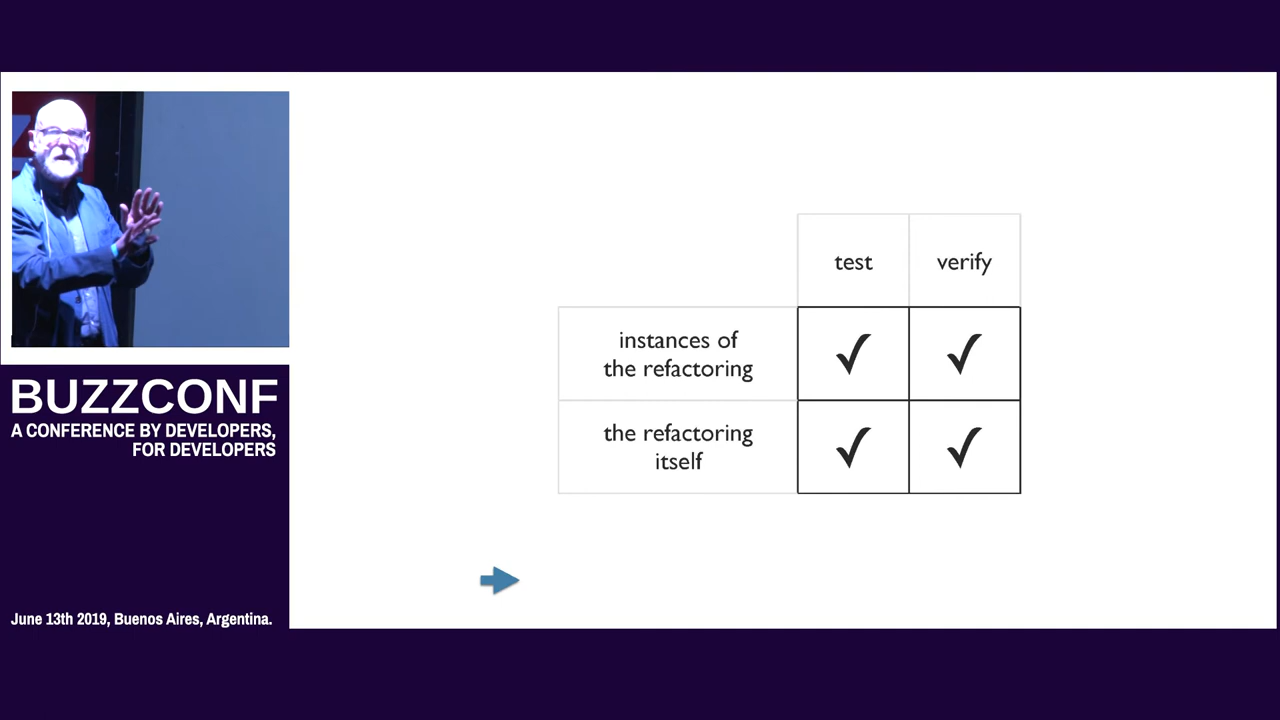 BUZZCONF
A CONFERENCE BY DEVELOPERS,
FOR DEVELOPERS
June 13th 2019, Buenos Aires, Argentina.
test verify
instances of
the refactoring
✓ ✓
the refactoring
itself
✓ ✓